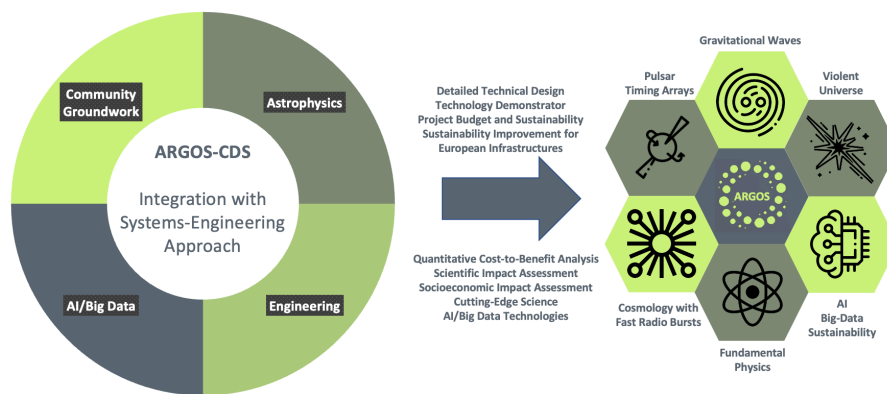 Community
Groundwork
Astrophysics
ARGOS-CDS
Integration with
Systems-Engineering
Approach
AI/Big Data
Engineering
Detailed Technical Design
Technology Demonstrator
Project Budget and Sustainability
Sustainability Improvement for
European Infrastructures
Quantitative Cost-to-Benefit Analysis
Scientific Impact Assessment
Socioeconomic Impact Assessment
Cutting-Edge Science
AI/Big Data Technologies
Gravitational Waves
Pulsar
Timing Arrays
Violent
Universe
ARGOS
Cosmology with
Fast Radio Bursts
AI
Big-Data
Sustainability
Fundamental
Physics